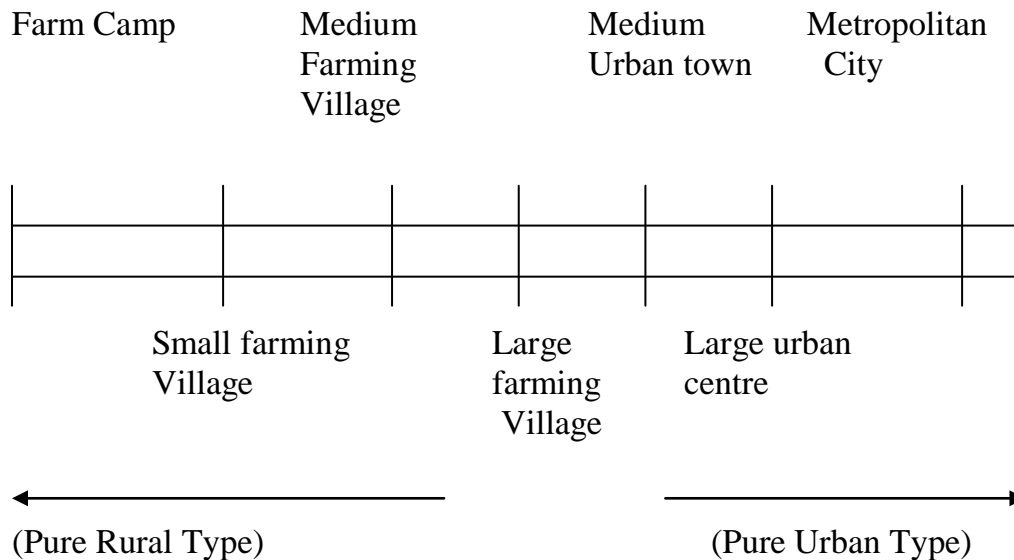 Farm Camp
Medium
Farming
Village
Medium
Urban town
Metropolitan
City
Small farming
Village
Large
farming
Village
Large urban
centre
(Pure Rural Type)
(Pure Urban Type)